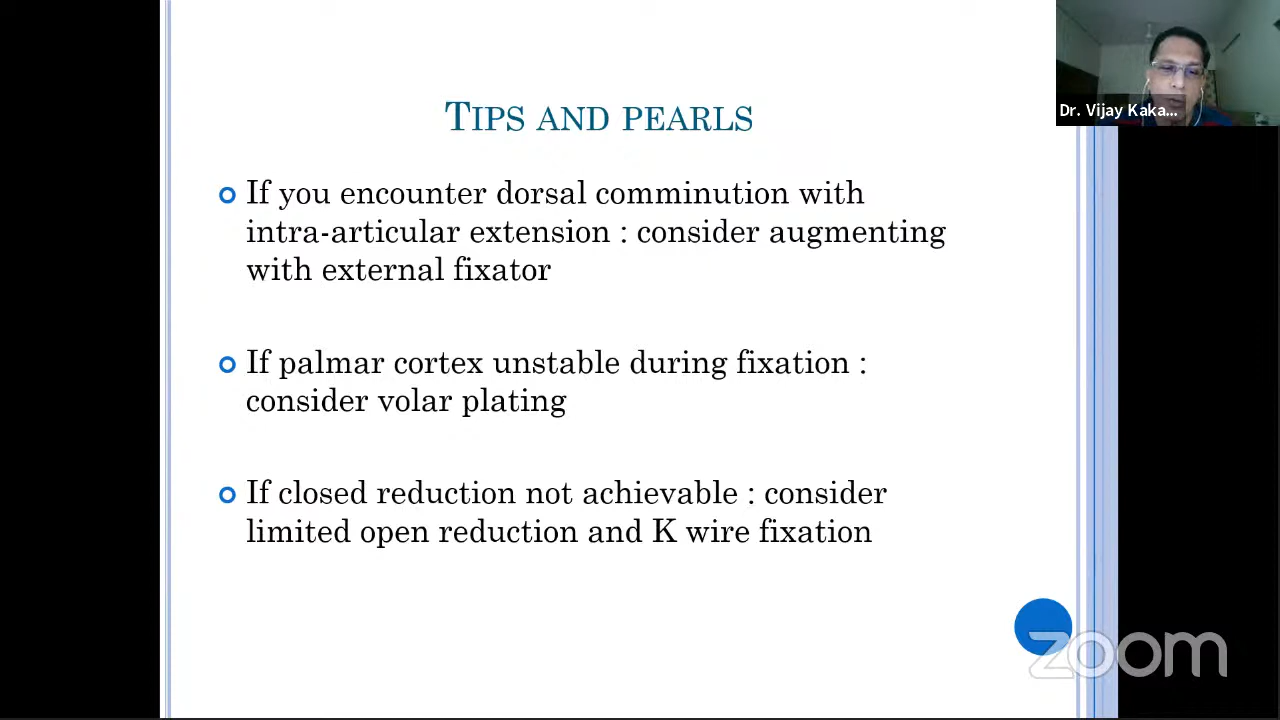 TIPS AND PEARLS
If you encounter dorsal comminution with
intra-articular extension : consider augmenting
with external fixator
If palmar cortex unstable during fixation :
consider volar plating
If closed reduction not achievable : consider
limited open reduction and K wire fixation
Dr. Vijay Kaka...
zoom